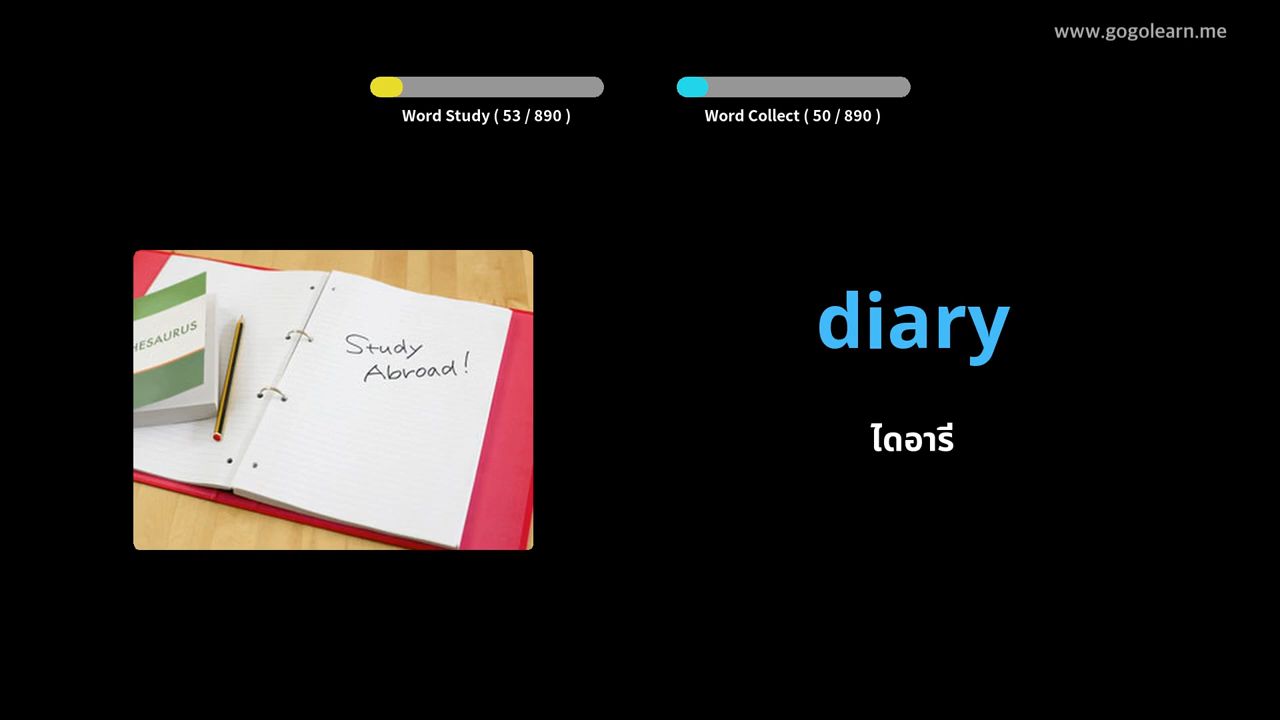 www.gogolearn.me
Word Study ( 53 / 890 )
Word Collect ( 50 / 890 )
HESAURUS
Study
Abroad!
diary
ไดอารี